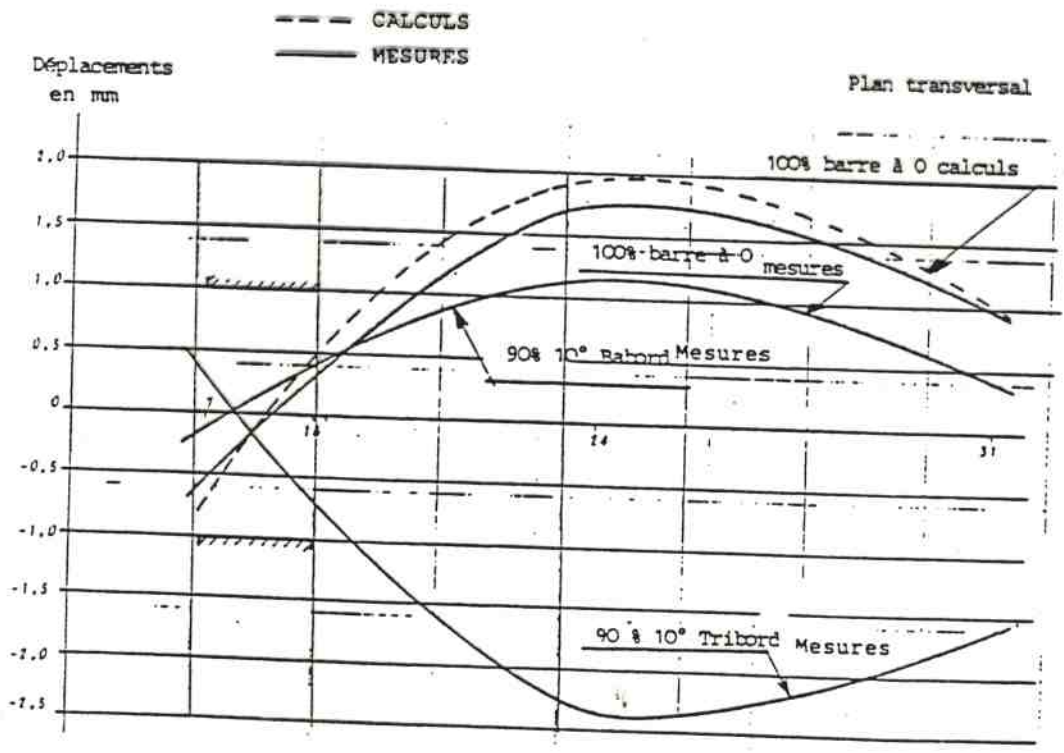 CALCULS
MESURES
Déplacements
en mm
Plan transversal
2.0
100% barre à 0 calculs
1,5
100% barre à 0 mesures
1.0
0.5
90% 10° Babord Mesures
0
7
16
24
31
-0.5
-1.0
-1.5
90 % 10° Tribord Mesures
-2.0
-2.5